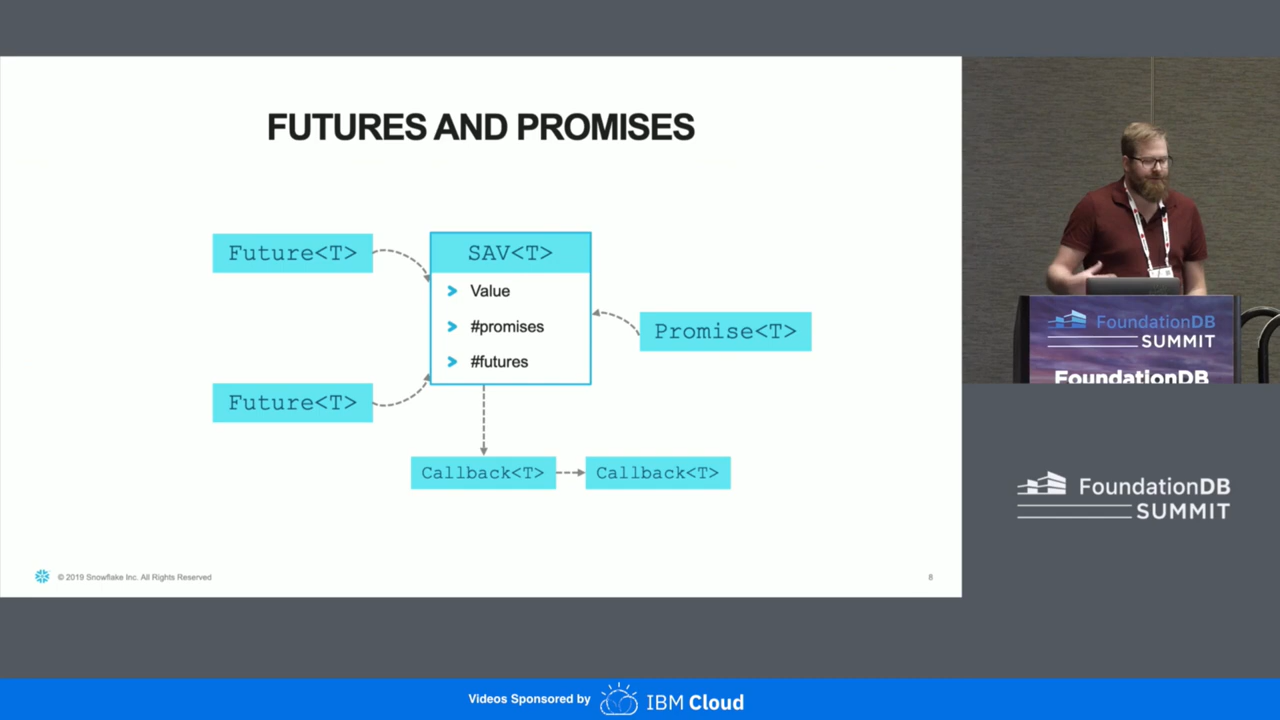 FUTURES AND PROMISES
Future<T>
SAV<T>
Value
#promises
#futures
Promise<T>
Future<T>
Callback<T>
Callback<T>
© 2019 Snowflake Inc. All Rights Reserved
8
FoundationDB
SUMMIT
FoundationDB
FoundationDB
SUMMIT
Videos Sponsored by
IBM Cloud